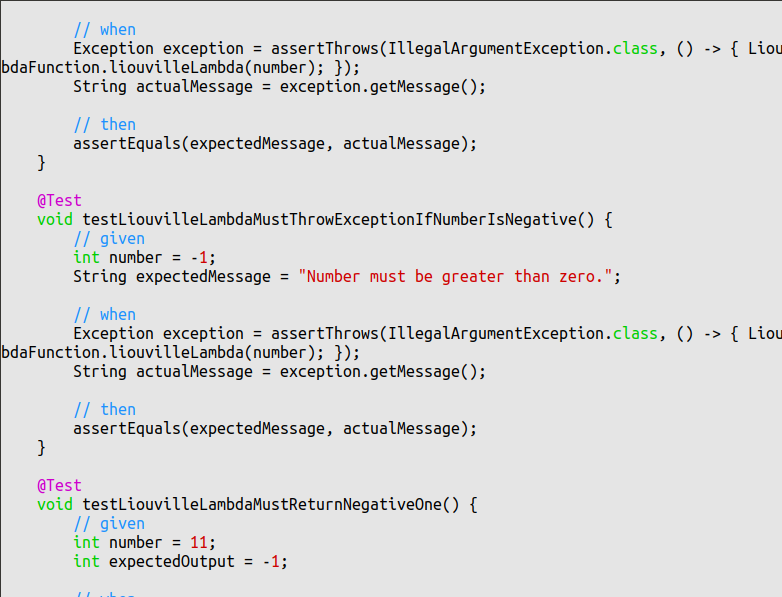 // when
        Exception exception = assertThrows(IllegalArgumentException.class, () -> { Liou
bdaFunction.liouvilleLambda(number); });
        String actualMessage = exception.getMessage();

        // then
        assertEquals(expectedMessage, actualMessage);
    }

    @Test
    void testLiouvilleLambdaMustThrowExceptionIfNumberIsNegative() {
        // given
        int number = -1;
        String expectedMessage = "Number must be greater than zero.";

        // when
        Exception exception = assertThrows(IllegalArgumentException.class, () -> { Liou
bdaFunction.liouvilleLambda(number); });
        String actualMessage = exception.getMessage();

        // then
        assertEquals(expectedMessage, actualMessage);
    }

    @Test
    void testLiouvilleLambdaMustReturnNegativeOne() {
        // given
        int number = 11;
        int expectedOutput = -1;

        // when